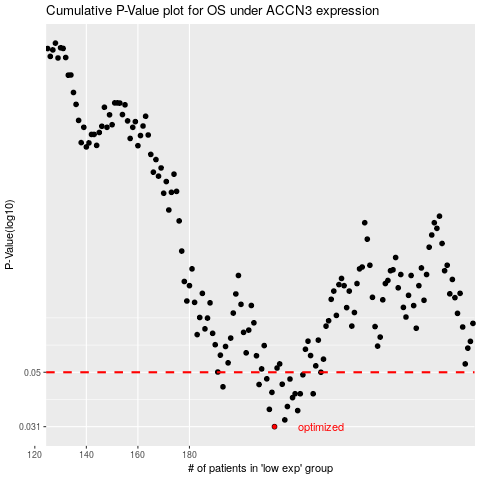 Cumulative P-Value plot for OS under ACCN3 expression
P-Value(log10)
0.05
0.031
optimized
120 140 160 180
# of patients in 'low exp' group